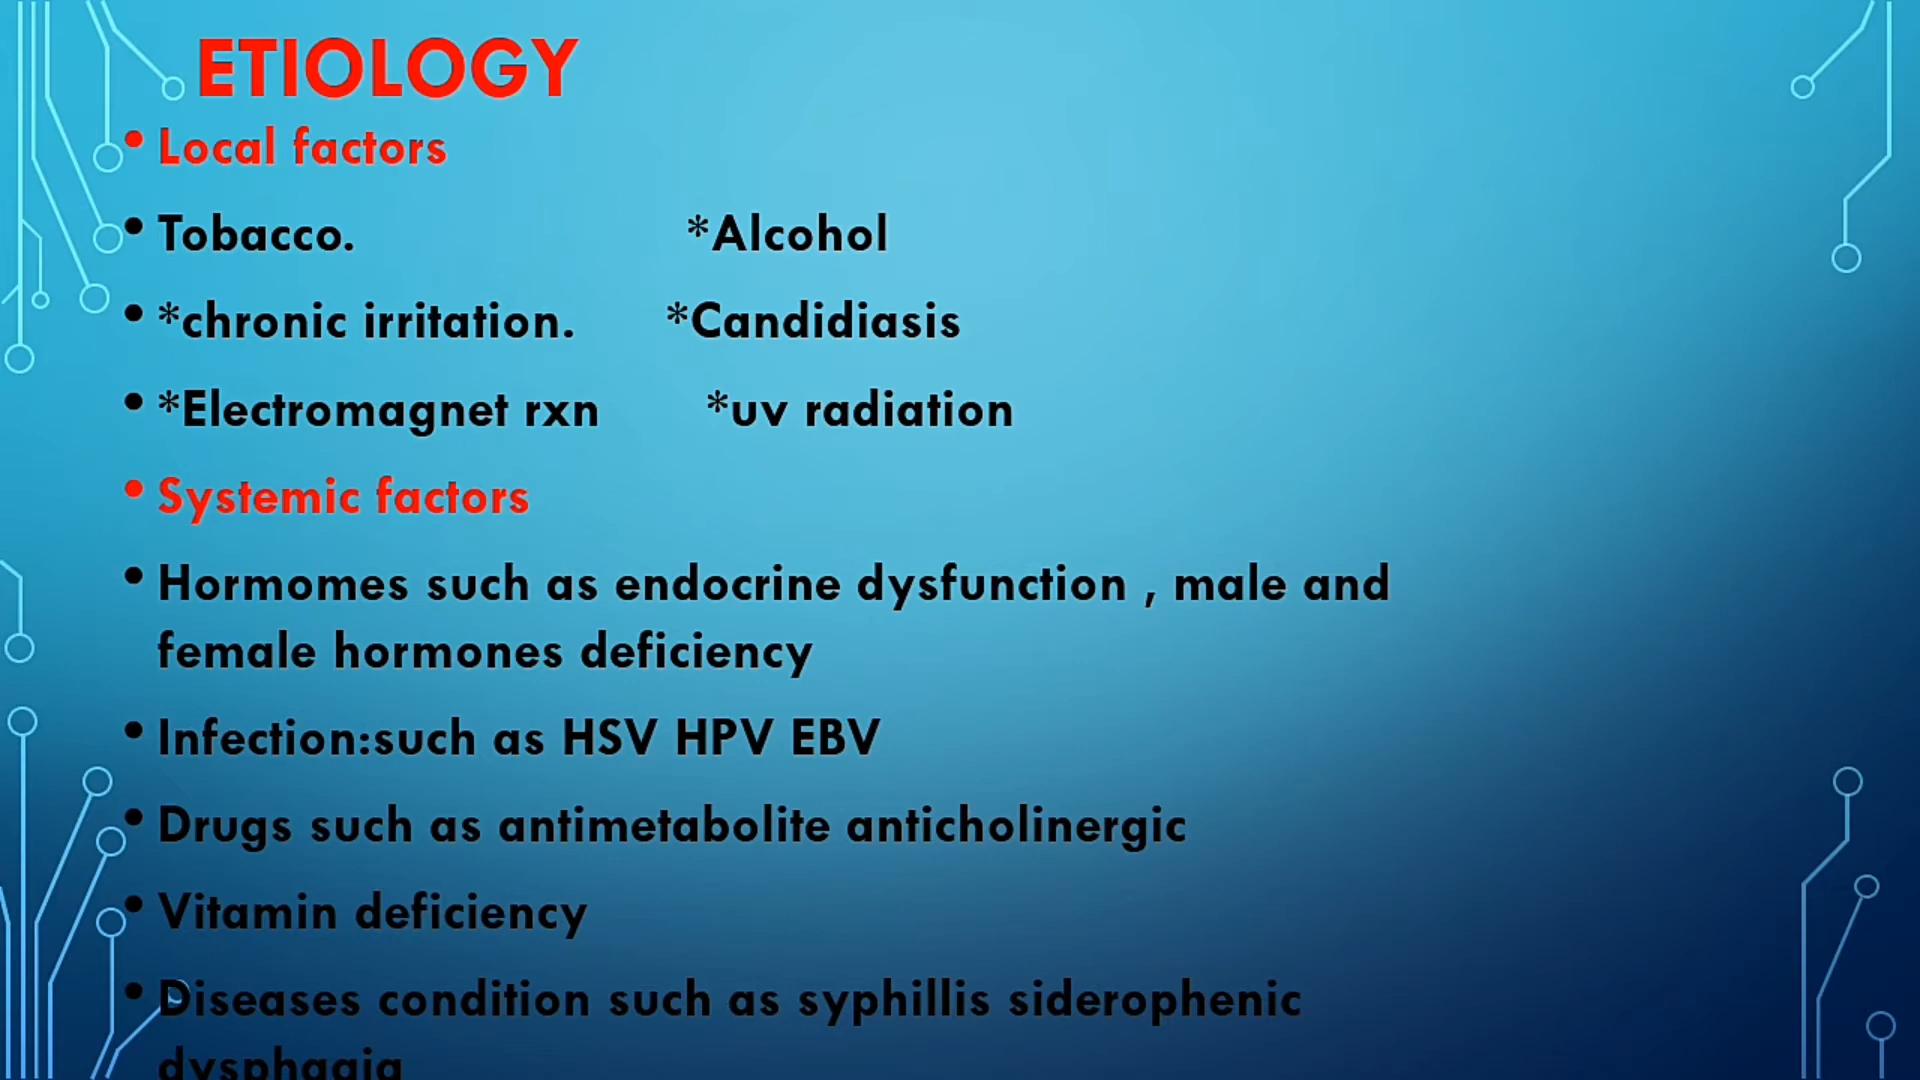 ETIOLOGY
• Local factors
• Tobacco. *Alcohol
• *chronic irritation. *Candidiasis
• *Electromagnet rxn *uv radiation
• Systemic factors
• Hormomes such as endocrine dysfunction , male and
female hormones deficiency
• Infection:such as HSV HPV EBV
• Drugs such as antimetabolite anticholinergic
• Vitamin deficiency
• Diseases condition such as syphillis siderophenic
dysphagia